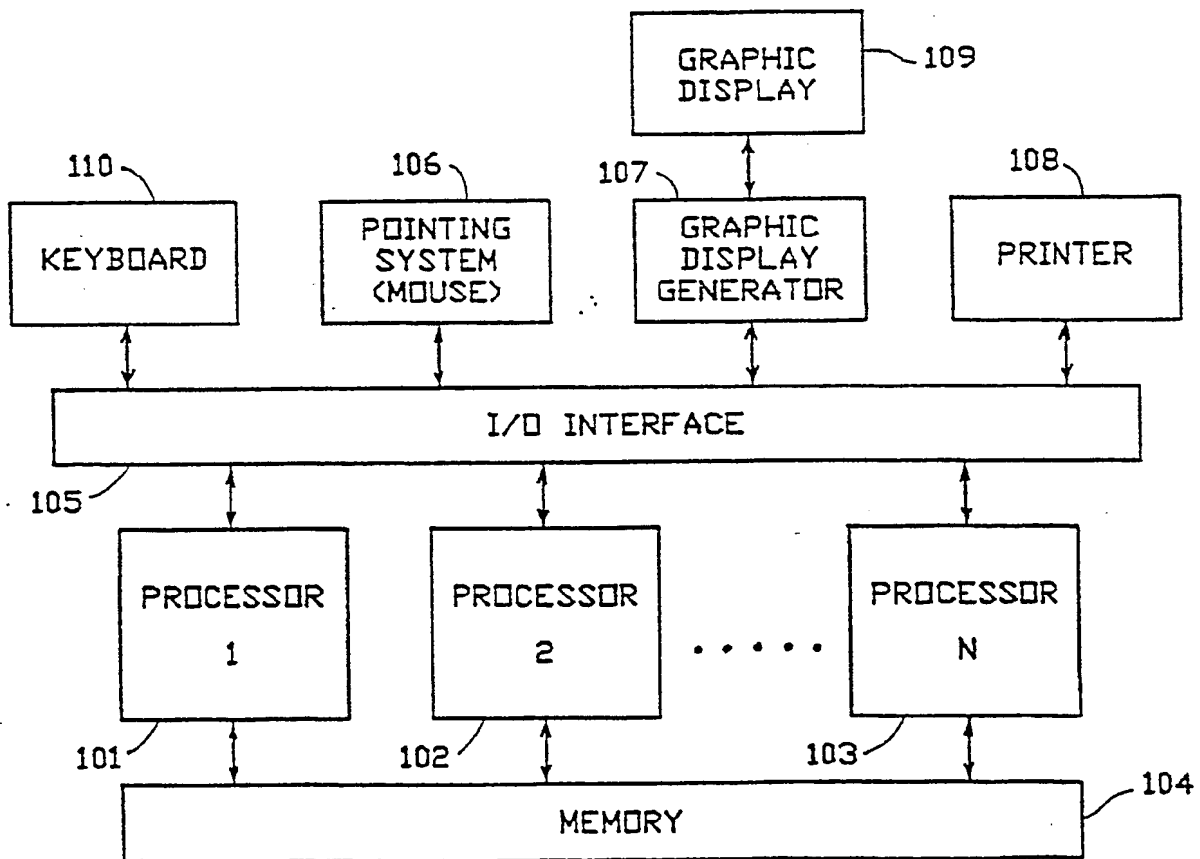 GRAPHIC
DISPLAY
109
110
106
107
108
KEYBOARD
POINTING
SYSTEM
(MOUSE)
GRAPHIC
DISPLAY
GENERATOR
PRINTER
I/O INTERFACE
105
PROCESSOR
1
PROCESSOR
2
.....
PROCESSOR
N
101
102
103
MEMORY
104